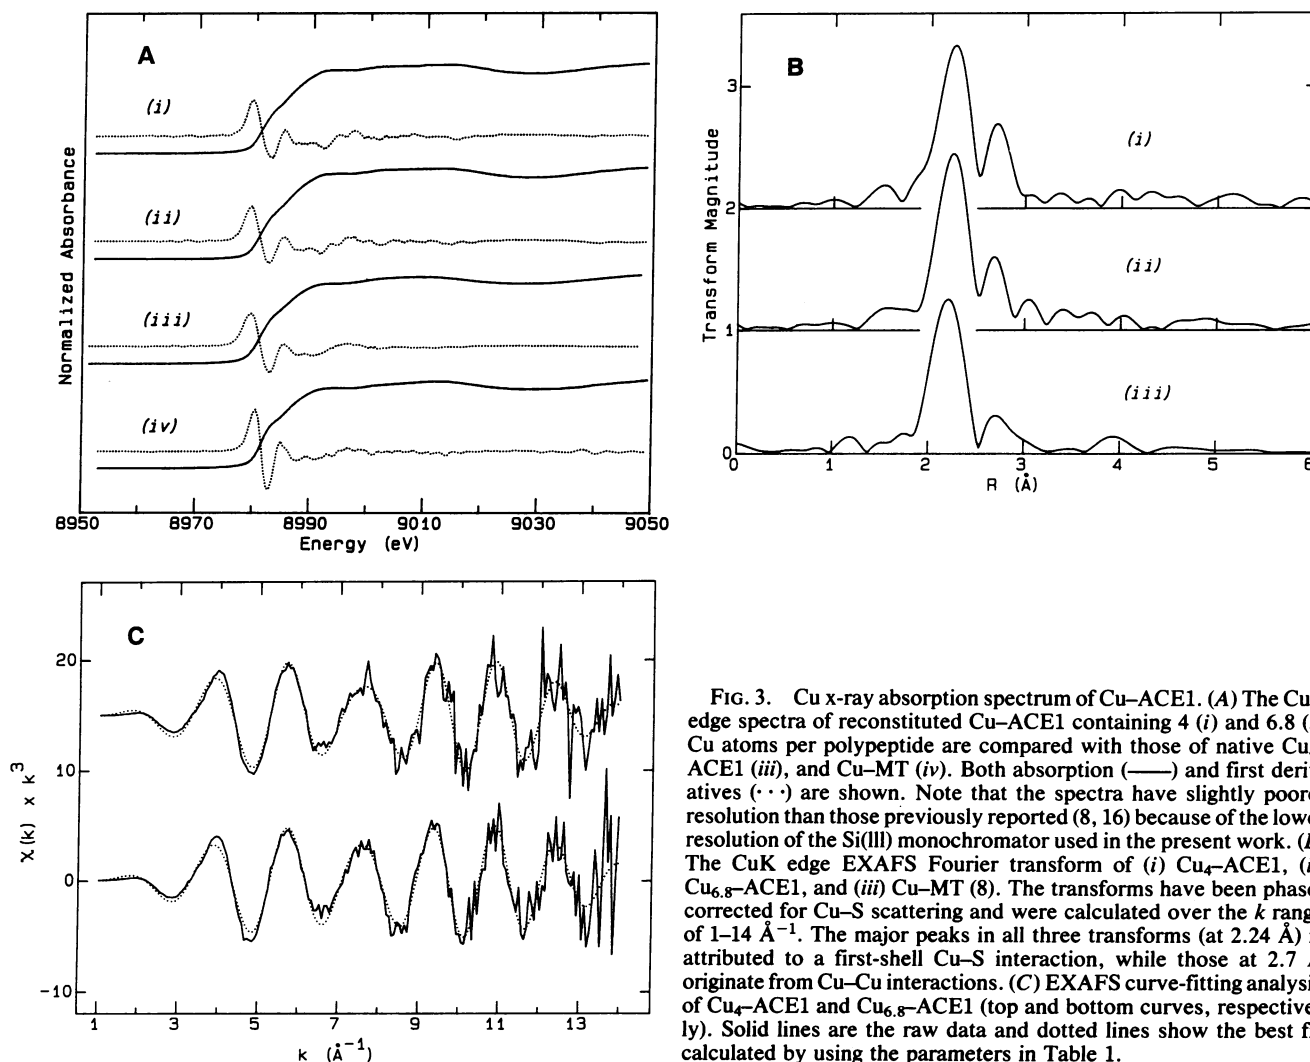 A
(i)
(ii)
(iii)
(iv)
Normalized Absorbance
8950 8970 8990 9010 9030 9050
Energy (eV)
B
3
2
1
0
(i)
(ii)
(iii)
Transform Magnitude
0 1 2 3 4 5 6
R (Å)
C
20
10
0
-10
χ(k) x k³
1 3 5 7 9 11 13
k (Å⁻¹)
FIG. 3. Cu x-ray absorption spectrum of Cu–ACE1. (A) The Cu
edge spectra of reconstituted Cu–ACE1 containing 4 (i) and 6.8 (
Cu atoms per polypeptide are compared with those of native Cu
ACE1 (iii), and Cu–MT (iv). Both absorption (——) and first deri
atives (· · ·) are shown. Note that the spectra have slightly poore
resolution than those previously reported (8, 16) because of the lowe
resolution of the Si(lll) monochromator used in the present work. (
The CuK edge EXAFS Fourier transform of (i) Cu₄–ACE1, (i
Cu₆.₈–ACE1, and (iii) Cu–MT (8). The transforms have been phase
corrected for Cu–S scattering and were calculated over the k rang
of 1–14 Å⁻¹. The major peaks in all three transforms (at 2.24 Å)
attributed to a first-shell Cu–S interaction, while those at 2.7
originate from Cu–Cu interactions. (C) EXAFS curve-fitting analysi
of Cu₄–ACE1 and Cu₆.₈–ACE1 (top and bottom curves, respective
ly). Solid lines are the raw data and dotted lines show the best f
calculated by using the parameters in Table 1.